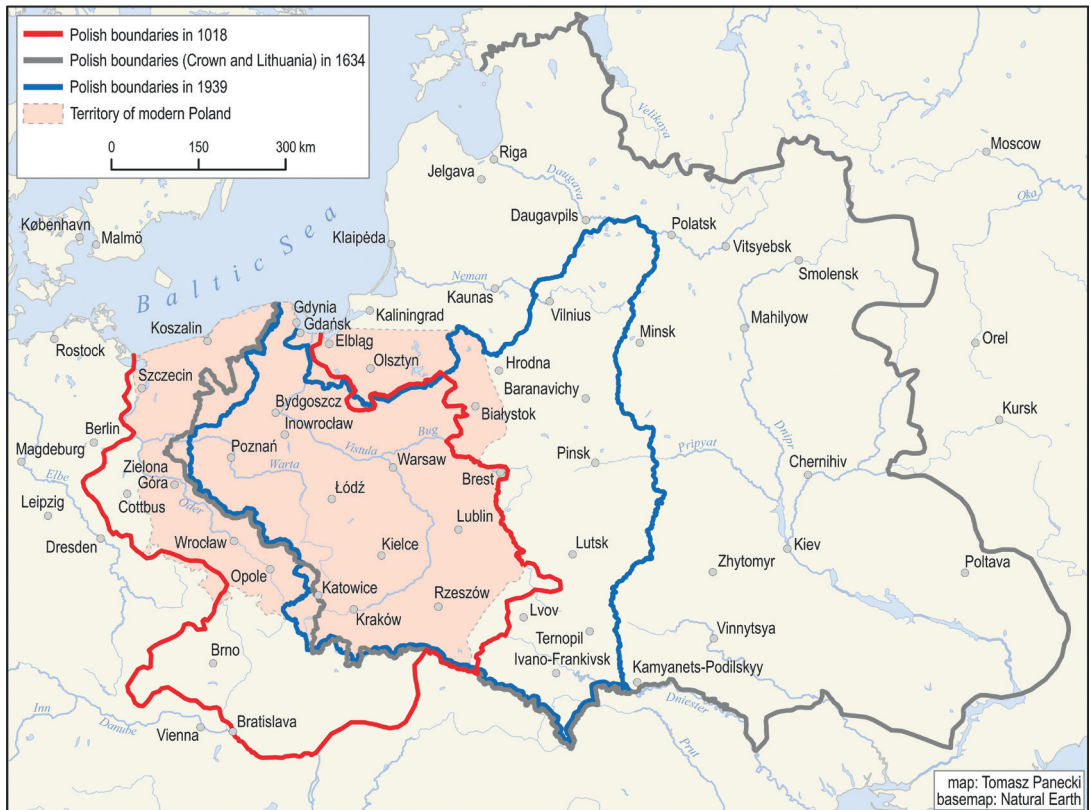 Polish boundaries in 1018
Polish boundaries (Crown and Lithuania) in 1634
Polish boundaries in 1939
Territory of modern Poland
0 150 300 km
Velikaya
Moscow
Riga
Jelgava
Daugava
Oka
København
Malmö
Baltic Sea
Klaipėda
Daugavpils
Polatsk
Vitsyebsk
Smolensk
Neman
Kaunas
Vilnius
Kaliningrad
Gdynia
Gdańsk
Koszalin
Elbląg
Olsztyn
Rostock
Minsk
Mahilyow
Orel
Hrodna
Szczecin
Baranavichy
Bydgoszcz
Białystok
Kursk
Inowrocław
Berlin
Bug
Magdeburg
Poznań
Vistula
Warsaw
Pinsk
Pripyat
Dnipr
Elbe
Zielona
Góra
Warta
Brest
Chernihiv
Cottbus
Oder
Łódź
Leipzig
Lublin
Dresden
Wrocław
Kielce
Lutsk
Kiev
Opole
Zhytomyr
Poltava
Katowice
Rzeszów
Kraków
Lvov
Ternopil
Vinnytsya
Brno
Ivano-Frankivsk
Kamyanets-Podilskyy
Inn
Danube
Vienna
Bratislava
Dniester
Prut
map: Tomasz Panecki
basemap: Natural Earth